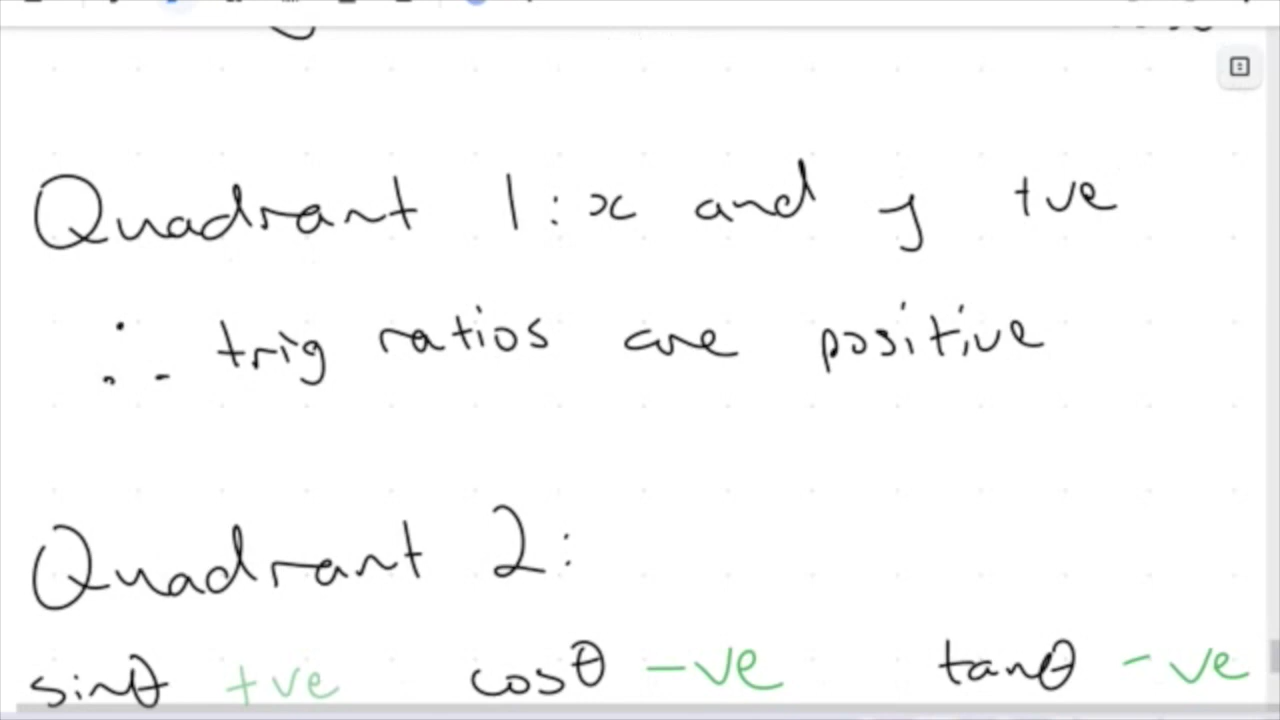 Quadrant 1: x and y +ve
∴ trig ratios are positive
Quadrant 2:
sinθ +ve cosθ -ve tanθ -ve